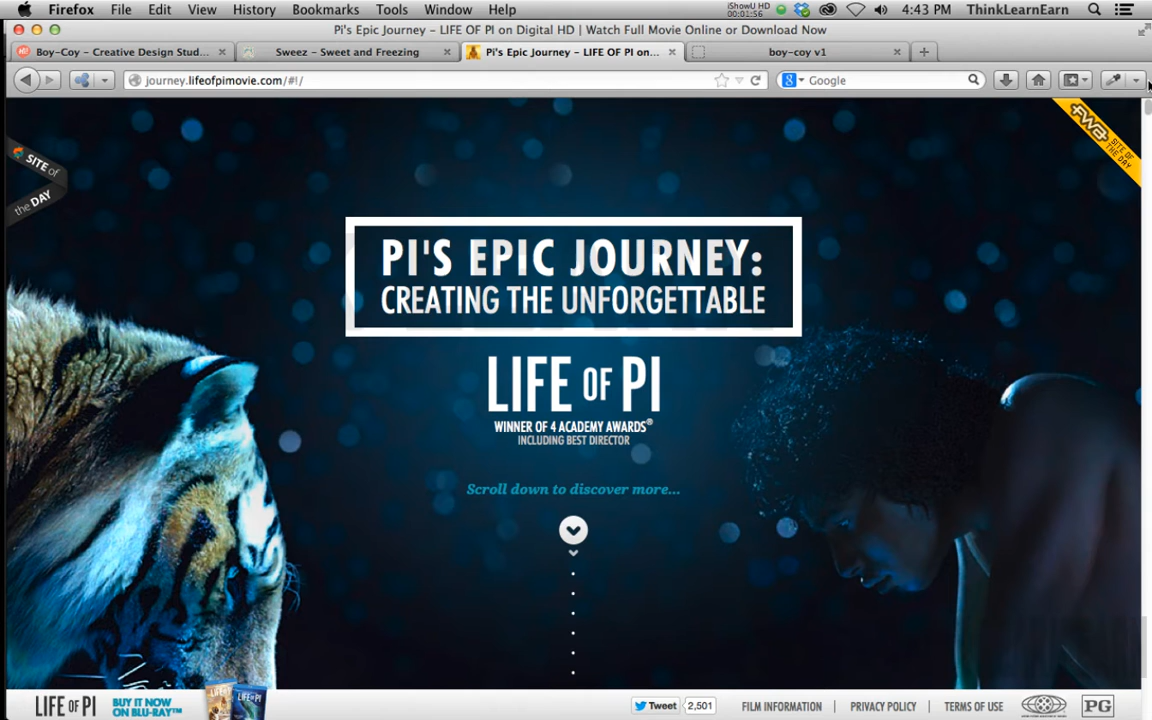 Firefox File Edit View History Bookmarks Tools Window Help iShowU HD 00:01:56 4:43 PM ThinkLearnEarn
Pi's Epic Journey - LIFE OF PI on Digital HD | Watch Full Movie Online or Download Now
Boy-Coy - Creative Design Stud... Sweez - Sweet and Freezing Pi's Epic Journey - LIFE OF PI on... boy-coy v1
journey.lifeofpimovie.com/#!/ Google
SITE of
the DAY
fwa SITE OF
THE DAY
PI'S EPIC JOURNEY:
CREATING THE UNFORGETTABLE
LIFE OF PI
WINNER OF 4 ACADEMY AWARDS®
INCLUDING BEST DIRECTOR
Scroll down to discover more...
LIFE OF PI BUY IT NOW
ON BLU-RAY™
Tweet 2,501 FILM INFORMATION | PRIVACY POLICY | TERMS OF USE PG